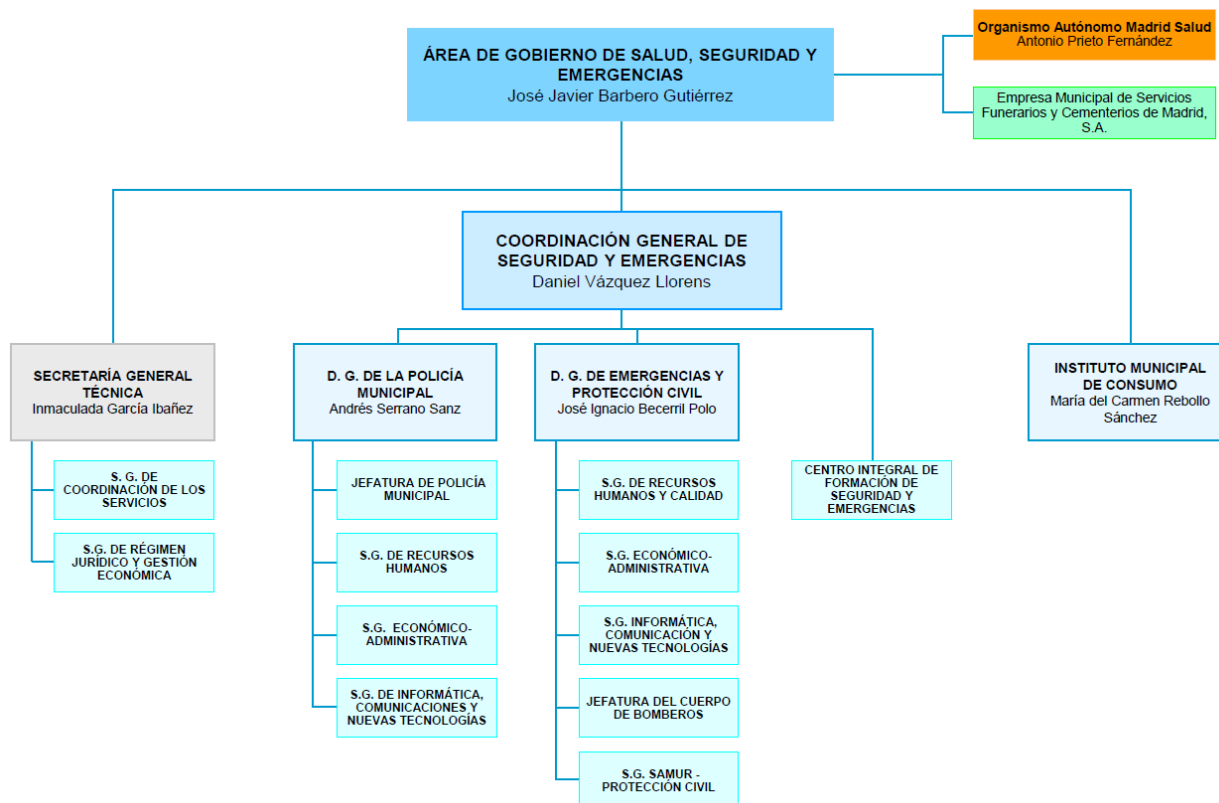 Organismo Autónomo Madrid Salud
Antonio Prieto Fernández
ÁREA DE GOBIERNO DE SALUD, SEGURIDAD Y
EMERGENCIAS
José Javier Barbero Gutiérrez
Empresa Municipal de Servicios
Funerarios y Cementerios de Madrid,
S.A.
COORDINACIÓN GENERAL DE
SEGURIDAD Y EMERGENCIAS
Daniel Vázquez Llorens
SECRETARÍA GENERAL
TÉCNICA
Inmaculada García Ibañez
D. G. DE LA POLICÍA
MUNICIPAL
Andrés Serrano Sanz
D. G. DE EMERGENCIAS Y
PROTECCIÓN CIVIL
José Ignacio Becerril Polo
INSTITUTO MUNICIPAL
DE CONSUMO
María del Carmen Rebollo
Sánchez
S. G. DE
COORDINACIÓN DE LOS
SERVICIOS
S.G. DE RÉGIMEN
JURÍDICO Y GESTIÓN
ECONÓMICA
JEFATURA DE POLICÍA
MUNICIPAL
S.G. DE RECURSOS
HUMANOS
S.G. ECONÓMICO-
ADMINISTRATIVA
S.G. DE INFORMÁTICA,
COMUNICACIONES Y
NUEVAS TECNOLOGÍAS
S.G. DE RECURSOS
HUMANOS Y CALIDAD
S.G. ECONÓMICO-
ADMINISTRATIVA
S.G. INFORMÁTICA,
COMUNICACIÓN Y
NUEVAS TECNOLOGÍAS
JEFATURA DEL CUERPO
DE BOMBEROS
S.G. SAMUR -
PROTECCIÓN CIVIL
CENTRO INTEGRAL DE
FORMACIÓN DE
SEGURIDAD Y
EMERGENCIAS